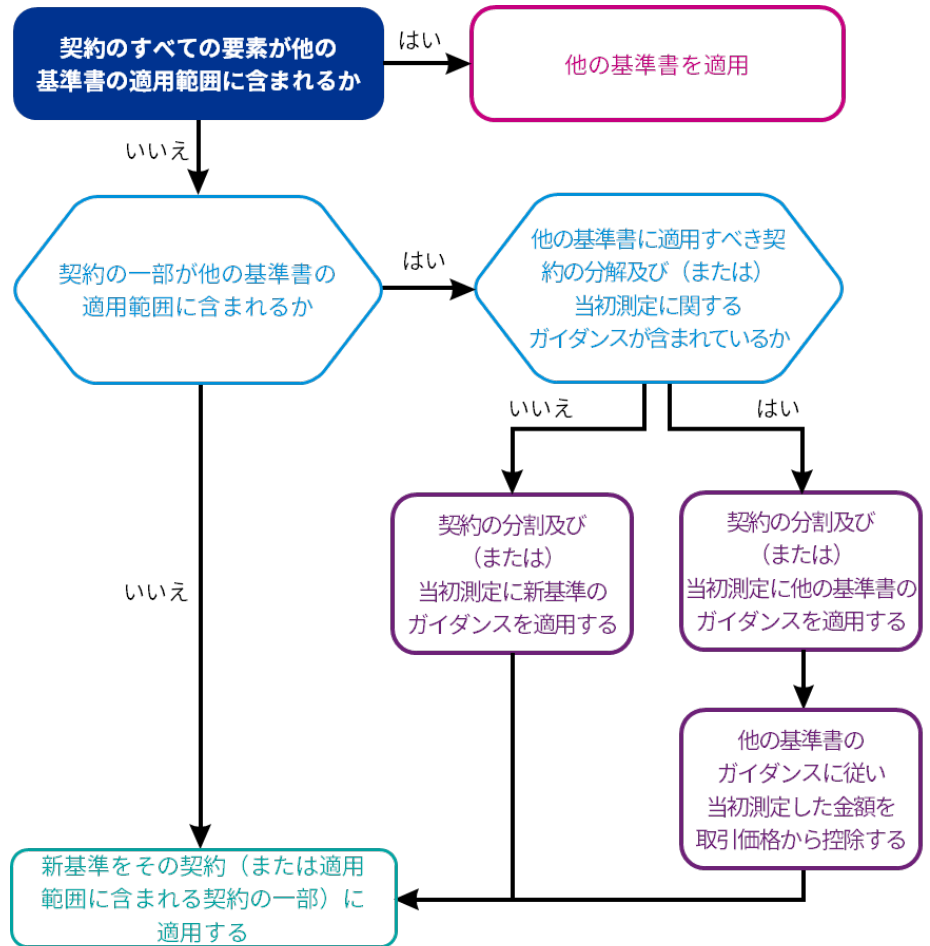 契約のすべての要素が他の
基準書の適用範囲に含まれるか
はい
他の基準書を適用
いいえ
契約の一部が他の基準書の
適用範囲に含まれるか
はい
他の基準書に適用すべき契
約の分解及び（または）
当初測定に関する
ガイダンスが含まれているか
いいえ
はい
契約の分割及び
（または）
当初測定に新基準の
ガイダンスを適用する
契約の分割及び
（または）
当初測定に他の基準書の
ガイダンスを適用する
いいえ
他の基準書の
ガイダンスに従い
当初測定した金額を
取引価格から控除する
新基準をその契約（または適用
範囲に含まれる契約の一部）に
適用する